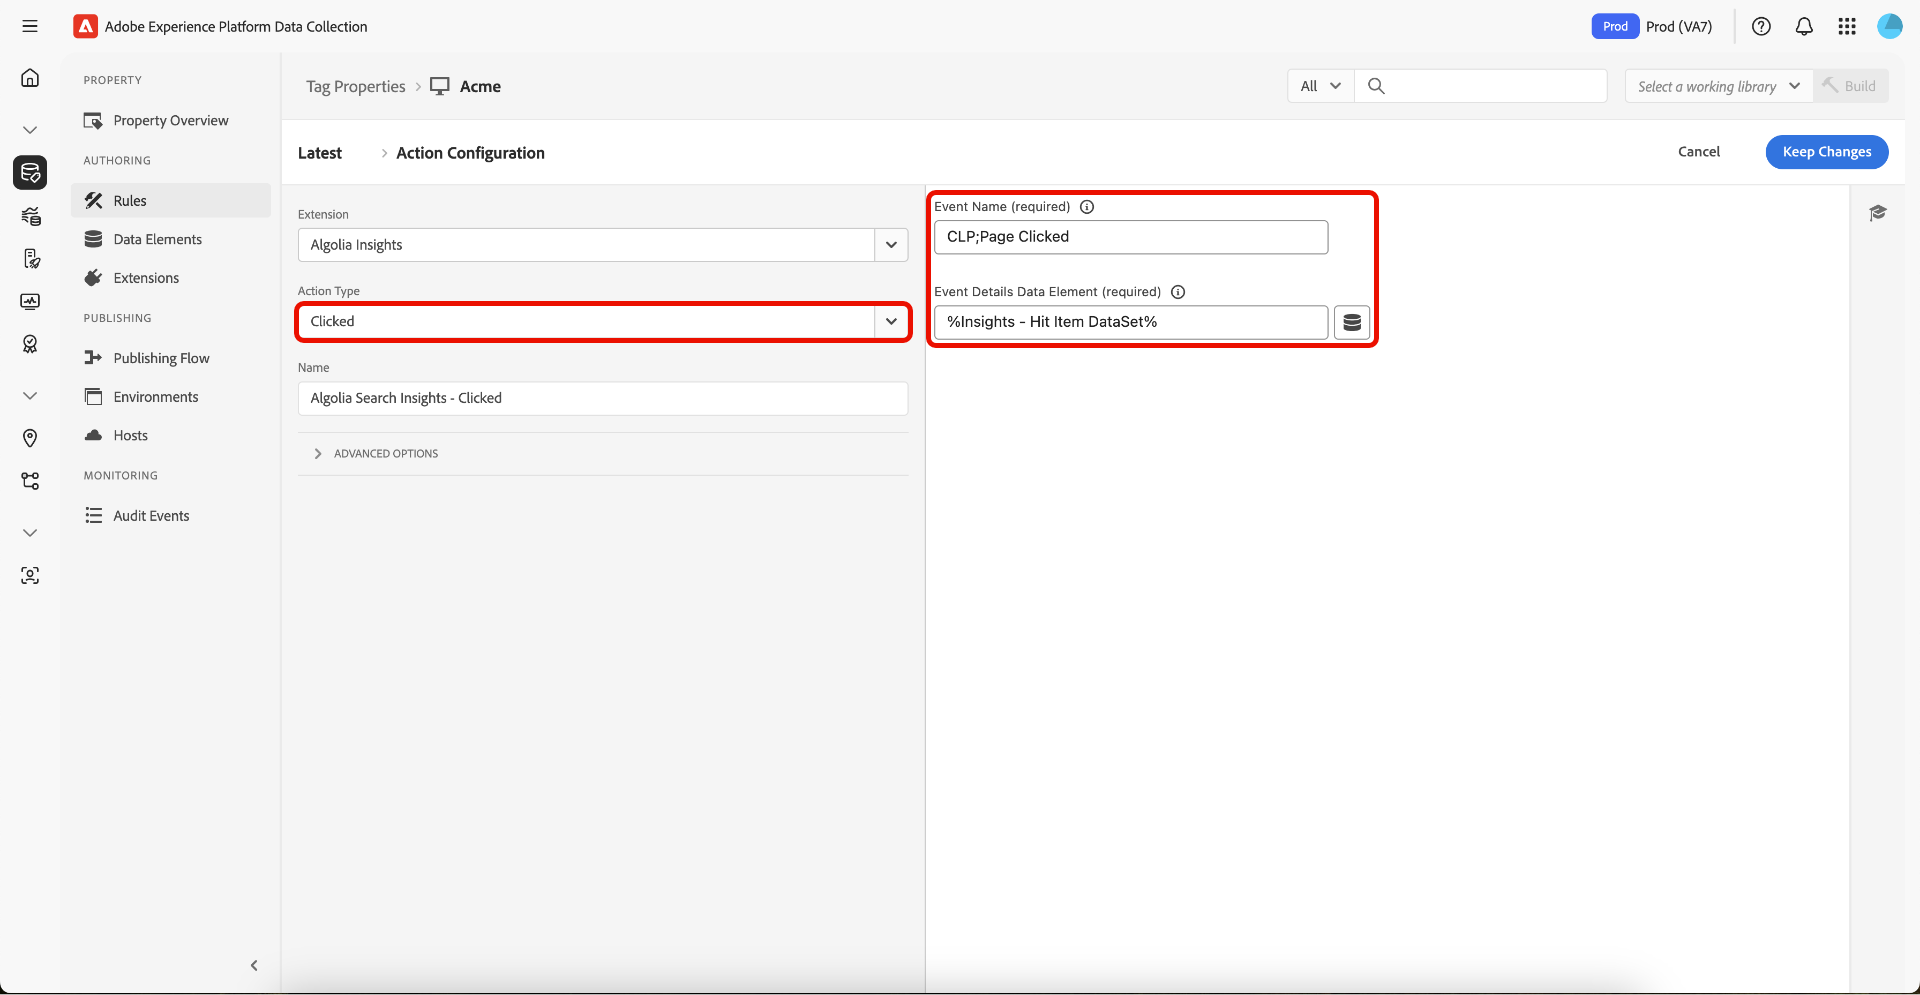 Adobe Experience Platform Data Collection
Prod
Prod (VA7)
PROPERTY
Property Overview
AUTHORING
Rules
Data Elements
Extensions
PUBLISHING
Publishing Flow
Environments
Hosts
MONITORING
Audit Events
Tag Properties
Acme
All
Select a working library
Build
Latest
Action Configuration
Cancel
Keep Changes
Extension
Algolia Insights
Action Type
Clicked
Name
Algolia Search Insights - Clicked
ADVANCED OPTIONS
Event Name (required)
CLP;Page Clicked
Event Details Data Element (required)
%Insights - Hit Item DataSet%